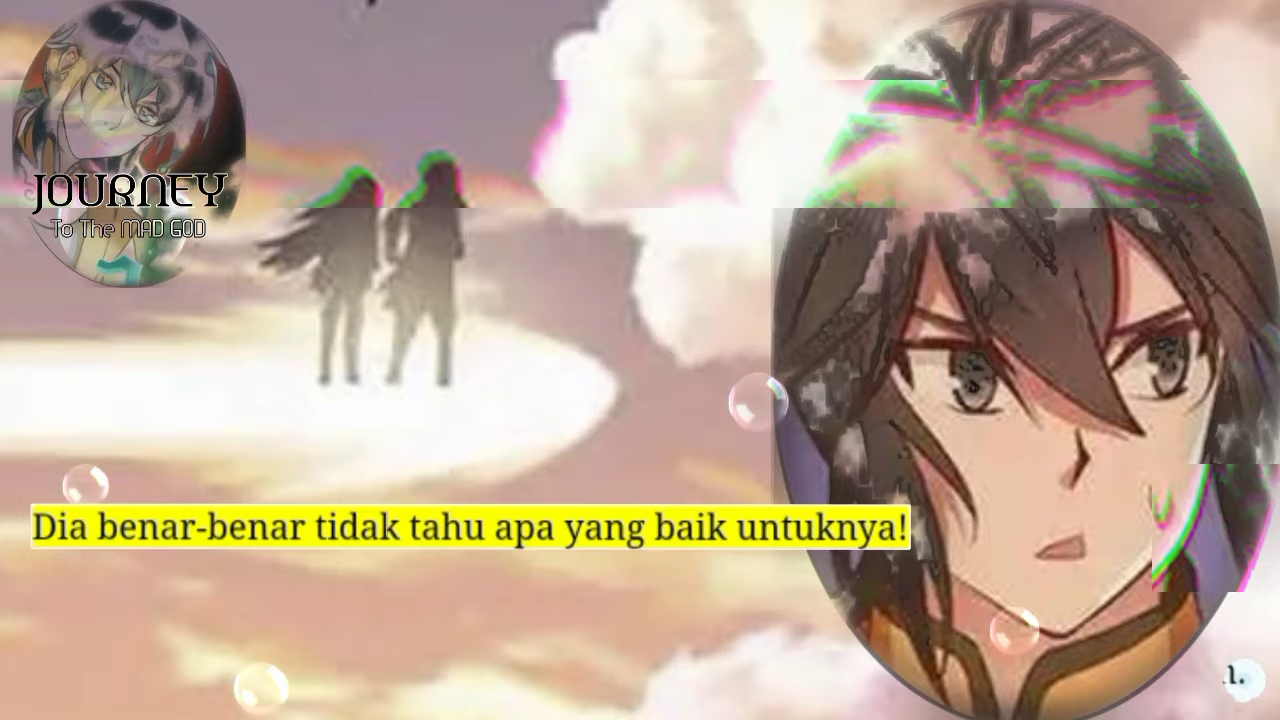 JOURNEY
To The MAD GOD
Dia benar-benar tidak tahu apa yang baik untuknya!